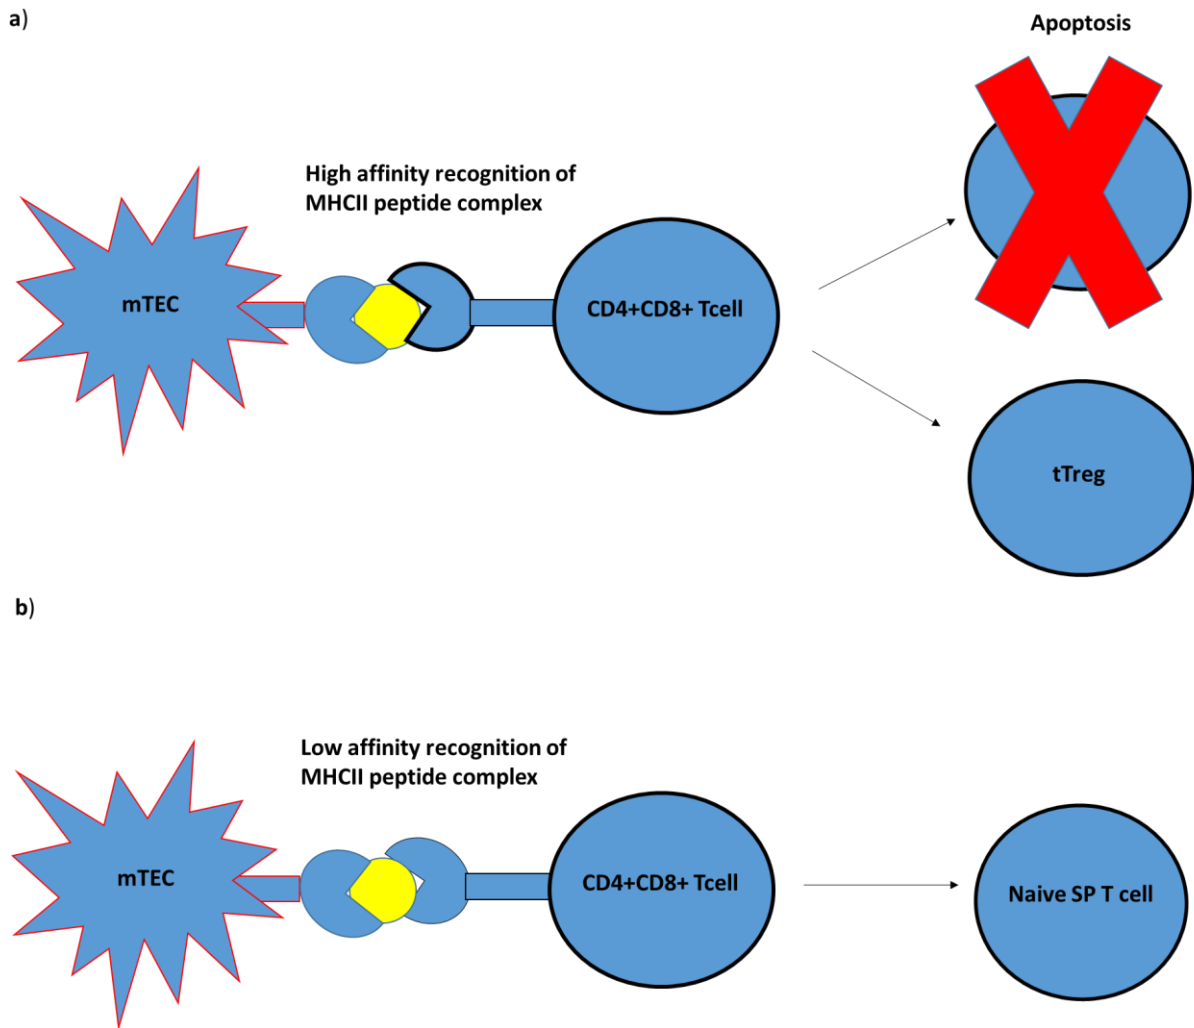 a)
Apoptosis
High affinity recognition of
MHCII peptide complex
mTEC
CD4+CD8+ Tcell
tTreg
b)
Low affinity recognition of
MHCII peptide complex
mTEC
CD4+CD8+ Tcell
Naive SP T cell